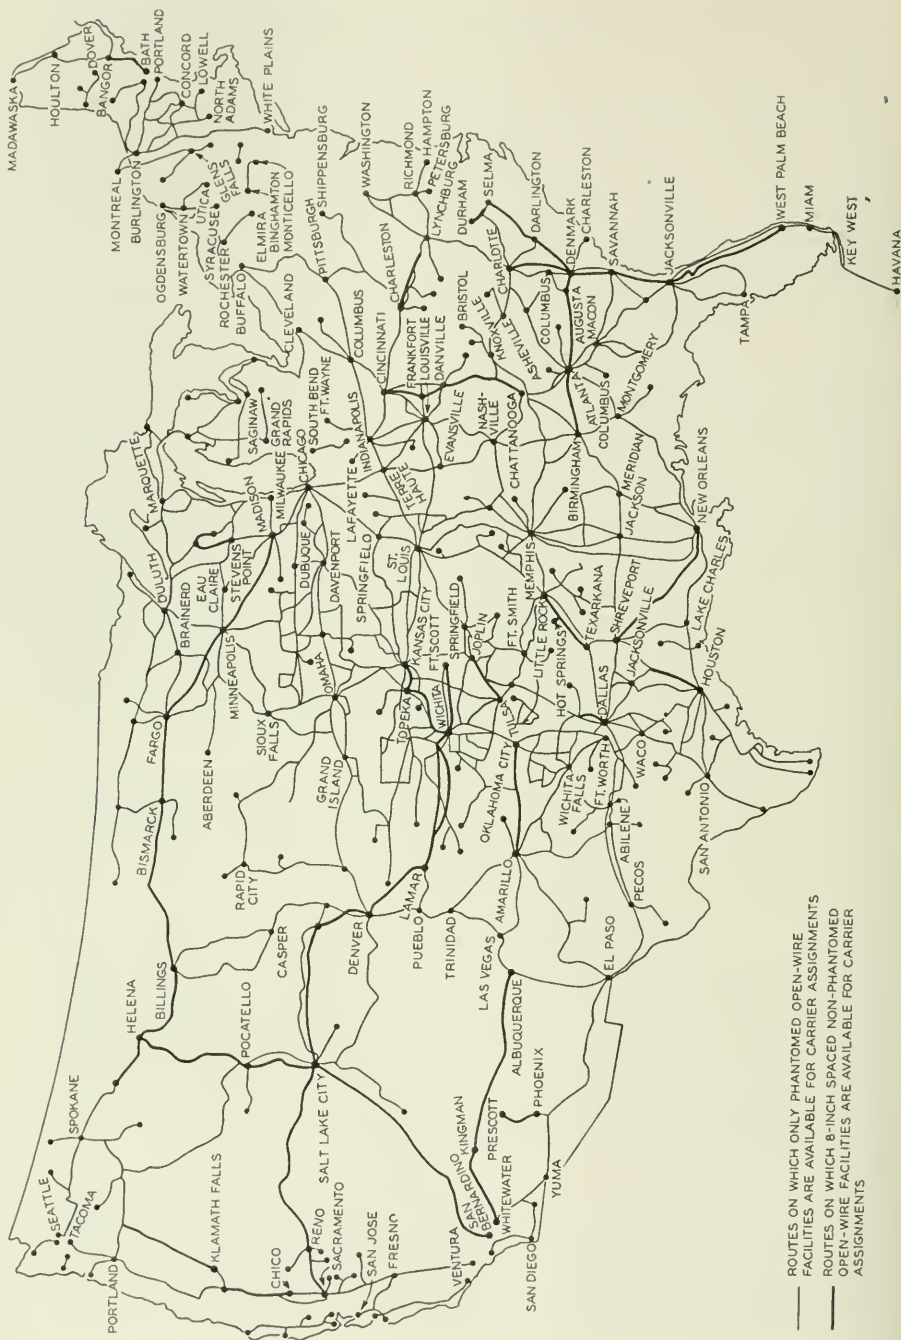 MADAWASKA
HOULTON
DOVER
BANGOR
BATH
PORTLAND
CONCORD
LOWELL
NORTH
ADAMS
WHITE PLAINS
MONTREAL
BURLINGTON
OGDENSBURG
WATERTOWN
UTICA
GLENS
FALLS
SYRACUSE
ROCHESTER
BUFFALO
ELMIRA
BINGHAMTON
MONTICELLO
CLEVELAND
PITTSBURGH
SHIPPENSBURG
WASHINGTON
RICHMOND
HAMPTON
PETERSBURG
LYNCHBURG
DURHAM
SELMA
DARLINGTON
DENMARK
CHARLESTON
SAVANNAH
JACKSONVILLE
WEST PALM BEACH
MIAM
KEY WEST
HAVANA
TAMPA
COLUMBUS
CINCINNATI
CHARLESTON
FRANKFORT
LOUISVILLE
DANVILLE
BRISTOL
KNOXVILLE
CHARLOTTE
ASHEVILLE
COLUMBUS
AUGUSTA
MACON
ATLANTA
COLUMBUS
MONTGOMERY
MARQUETTE
SAGINAW
GRAND
RAPIDS
MILWAUKEE
CHICAGO
SOUTH BEND
FT. WAYNE
INDIANAPOLIS
LAFAYETTE
TERRE
HAUTE
EVANSVILLE
NASH-
VILLE
CHATTANOOGA
BIRMINGHAM
MERIDIAN
JACKSON
NEW ORLEANS
DULUTH
BRAINERD
EAU
CLAIRE
STEVENS
POINT
MADISON
DUBUQUE
DAVENPORT
SPRINGFIELD
ST.
LOUIS
MEMPHIS
KANSAS CITY
FT. SCOTT
SPRINGFIELD
JOPLIN
FT. SMITH
LITTLE ROCK
HOT SPRINGS
TEXARKANA
SHREVEPORT
JACKSONVILLE
LAKE CHARLES
HOUSTON
FARGO
MINNEAPOLIS
SIOUX
FALLS
OMAHA
TOPEKA
WICHITA
TULSA
DALLAS
BISMARCK
ABERDEEN
GRAND
ISLAND
OKLAHOMA CITY
WICHITA
FALLS
FT. WORTH
WACO
ABILENE
SAN ANTONIO
RAPID
CITY
LAMAR
AMARILLO
PECOS
BILLINGS
CASPER
DENVER
PUEBLO
TRINIDAD
LAS VEGAS
EL PASO
HELENA
POCATELLO
SALT LAKE CITY
ALBUQUERQUE
SPOKANE
KINGMAN
PRESCOTT
PHOENIX
SEATTLE
TACOMA
PORTLAND
KLAMATH FALLS
CHICO
RENO
SACRAMENTO
SAN JOSE
FRESNO
VENTURA
SAN
BERNARDINO
WHITEWATER
SAN DIEGO
YUMA
ROUTES ON WHICH ONLY PHANTOMED OPEN-WIRE
FACILITIES ARE AVAILABLE FOR CARRIER ASSIGNMENTS
ROUTES ON WHICH 8-INCH SPACED NON-PHANTOMED
OPEN-WIRE FACILITIES ARE AVAILABLE FOR CARRIER
ASSIGNMENTS